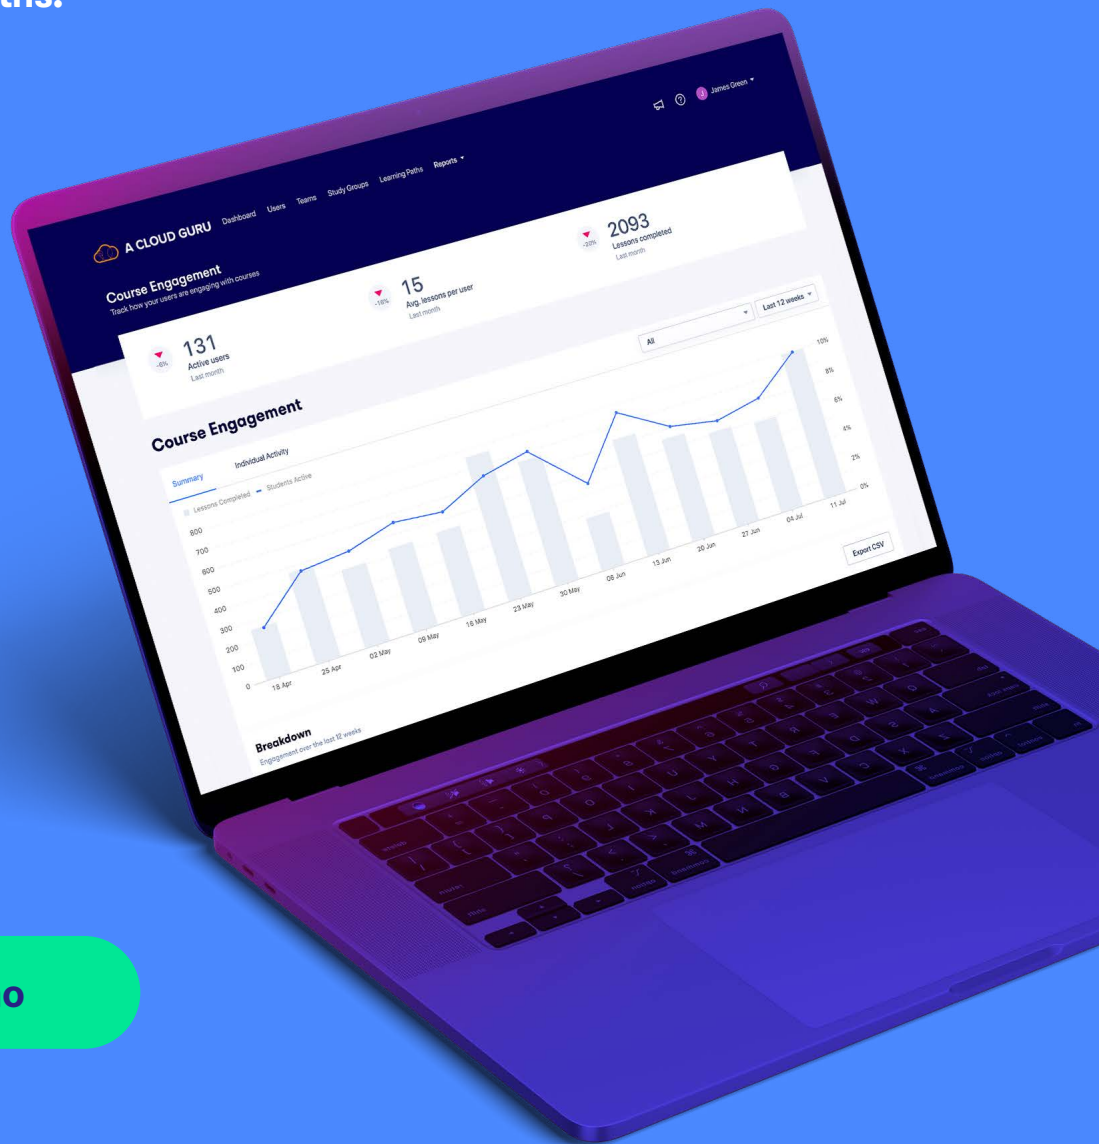 A CLOUD GURU Dashboard Users Teams Study Groups Learning Paths Reports
? J James Green
Course Engagement
Track how your users are engaging with courses
-6% 131
Active users
Last month
-16% 15
Avg. lessons per user
Last month
-30% 2093
Lessons completed
Last month
Course Engagement
All
Last 12 weeks
Summary Individual Activity
Lessons Completed Students Active
800
700
600
500
400
300
200
100
0
10%
8%
6%
4%
2%
0%
18 Apr 25 Apr 02 May 09 May 16 May 23 May 30 May 06 Jun 13 Jun 20 Jun 27 Jun 04 Jul 11 Jul
Export CSV
Breakdown
Engagement over the last 12 weeks